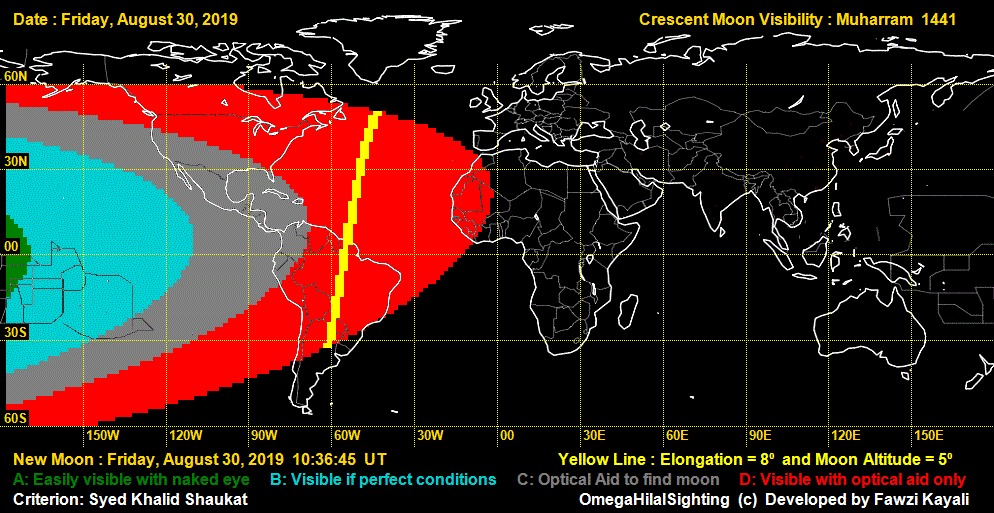 Date : Friday, August 30, 2019 Crescent Moon Visibility : Muharram 1441
60N
30N
00
30S
60S
150W 120W 90W 60W 30W 00 30E 60E 90E 120E 150E
New Moon : Friday, August 30, 2019 10:36:45 UT Yellow Line : Elongation = 8º and Moon Altitude = 5º
A: Easily visible with naked eye B: Visible if perfect conditions C: Optical Aid to find moon D: Visible with optical aid only
Criterion: Syed Khalid Shaukat OmegaHilalSighting (c) Developed by Fawzi Kayali